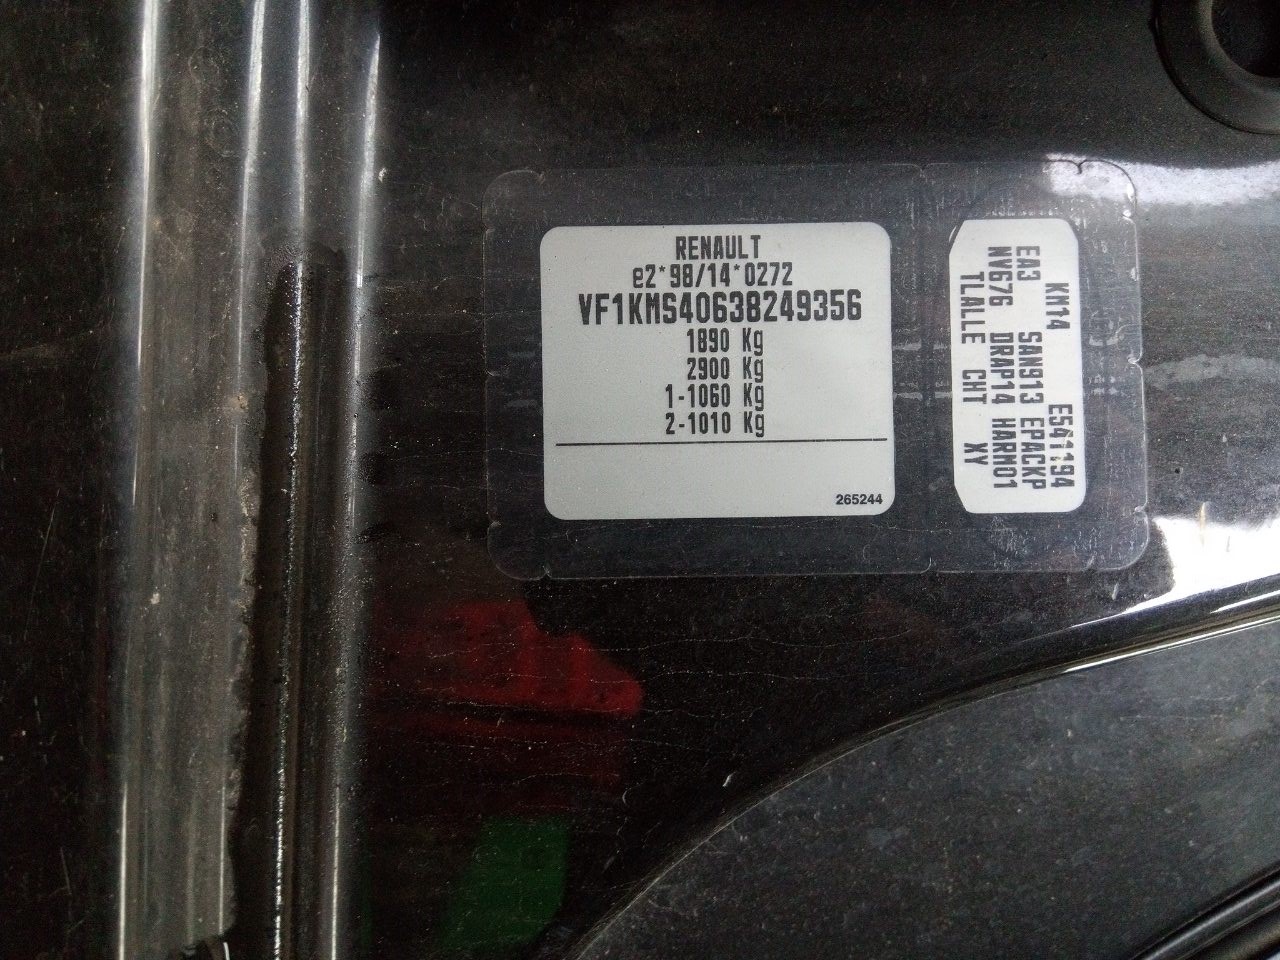 RENAULT
e2*98/14*0272
VF1KMS40638249356
1890 Kg
2900 Kg
1-1060 Kg
2-1010 Kg
265244
KM14 E541194
EA3 SAN913 EPACKP
NV676 DRAP14 HARM01
TLALLE CHT XY